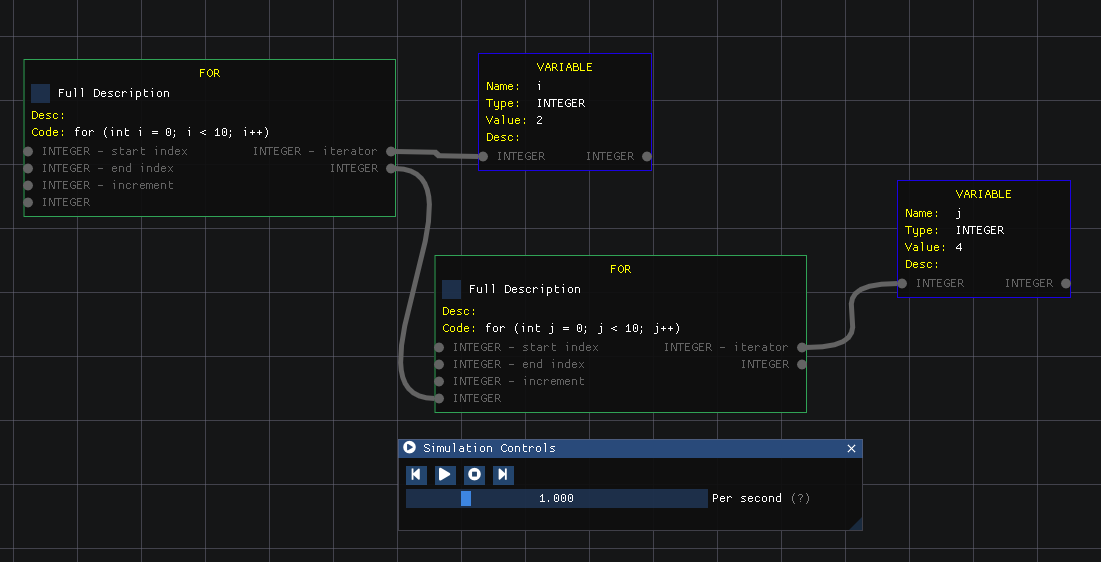 FOR
Full Description
Desc:
Code: for (int i = 0; i < 10; i++)
INTEGER - start index INTEGER - iterator
INTEGER - end index INTEGER
INTEGER - increment
INTEGER
VARIABLE
Name: i
Type: INTEGER
Value: 2
Desc:
INTEGER INTEGER
VARIABLE
Name: j
Type: INTEGER
Value: 4
Desc:
INTEGER INTEGER
FOR
Full Description
Desc:
Code: for (int j = 0; j < 10; j++)
INTEGER - start index INTEGER - iterator
INTEGER - end index INTEGER
INTEGER - increment
INTEGER
Simulation Controls
1.000 Per second (?)